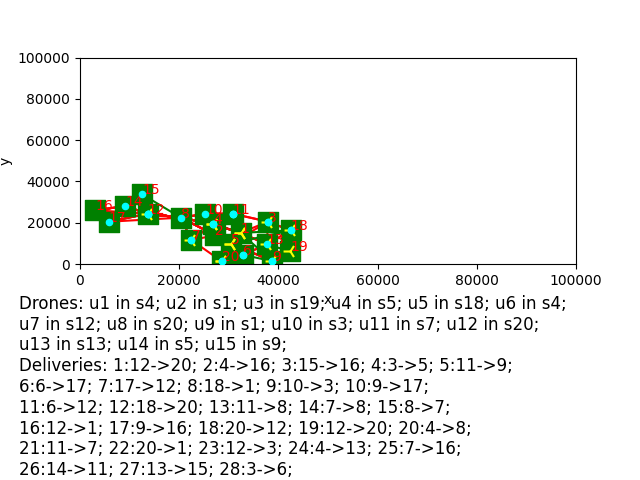 100000
80000
60000
40000
20000
0
y
0 20000 40000 60000 80000 100000
x
Drones: u1 in s4; u2 in s1; u3 in s19; u4 in s5; u5 in s18; u6 in s4;
u7 in s12; u8 in s20; u9 in s1; u10 in s3; u11 in s7; u12 in s20;
u13 in s13; u14 in s5; u15 in s9;
Deliveries: 1:12->20; 2:4->16; 3:15->16; 4:3->5; 5:11->9;
6:6->17; 7:17->12; 8:18->1; 9:10->3; 10:9->17;
11:6->12; 12:18->20; 13:11->8; 14:7->8; 15:8->7;
16:12->1; 17:9->16; 18:20->12; 19:12->20; 20:4->8;
21:11->7; 22:20->1; 23:12->3; 24:4->13; 25:7->16;
26:14->11; 27:13->15; 28:3->6;